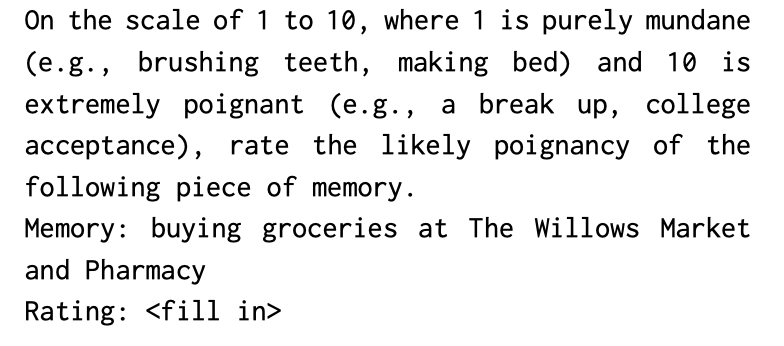 On the scale of 1 to 10, where 1 is purely mundane
(e.g., brushing teeth, making bed) and 10 is
extremely poignant (e.g., a break up, college
acceptance), rate the likely poignancy of the
following piece of memory.
Memory: buying groceries at The Willows Market
and Pharmacy
Rating: <fill in>